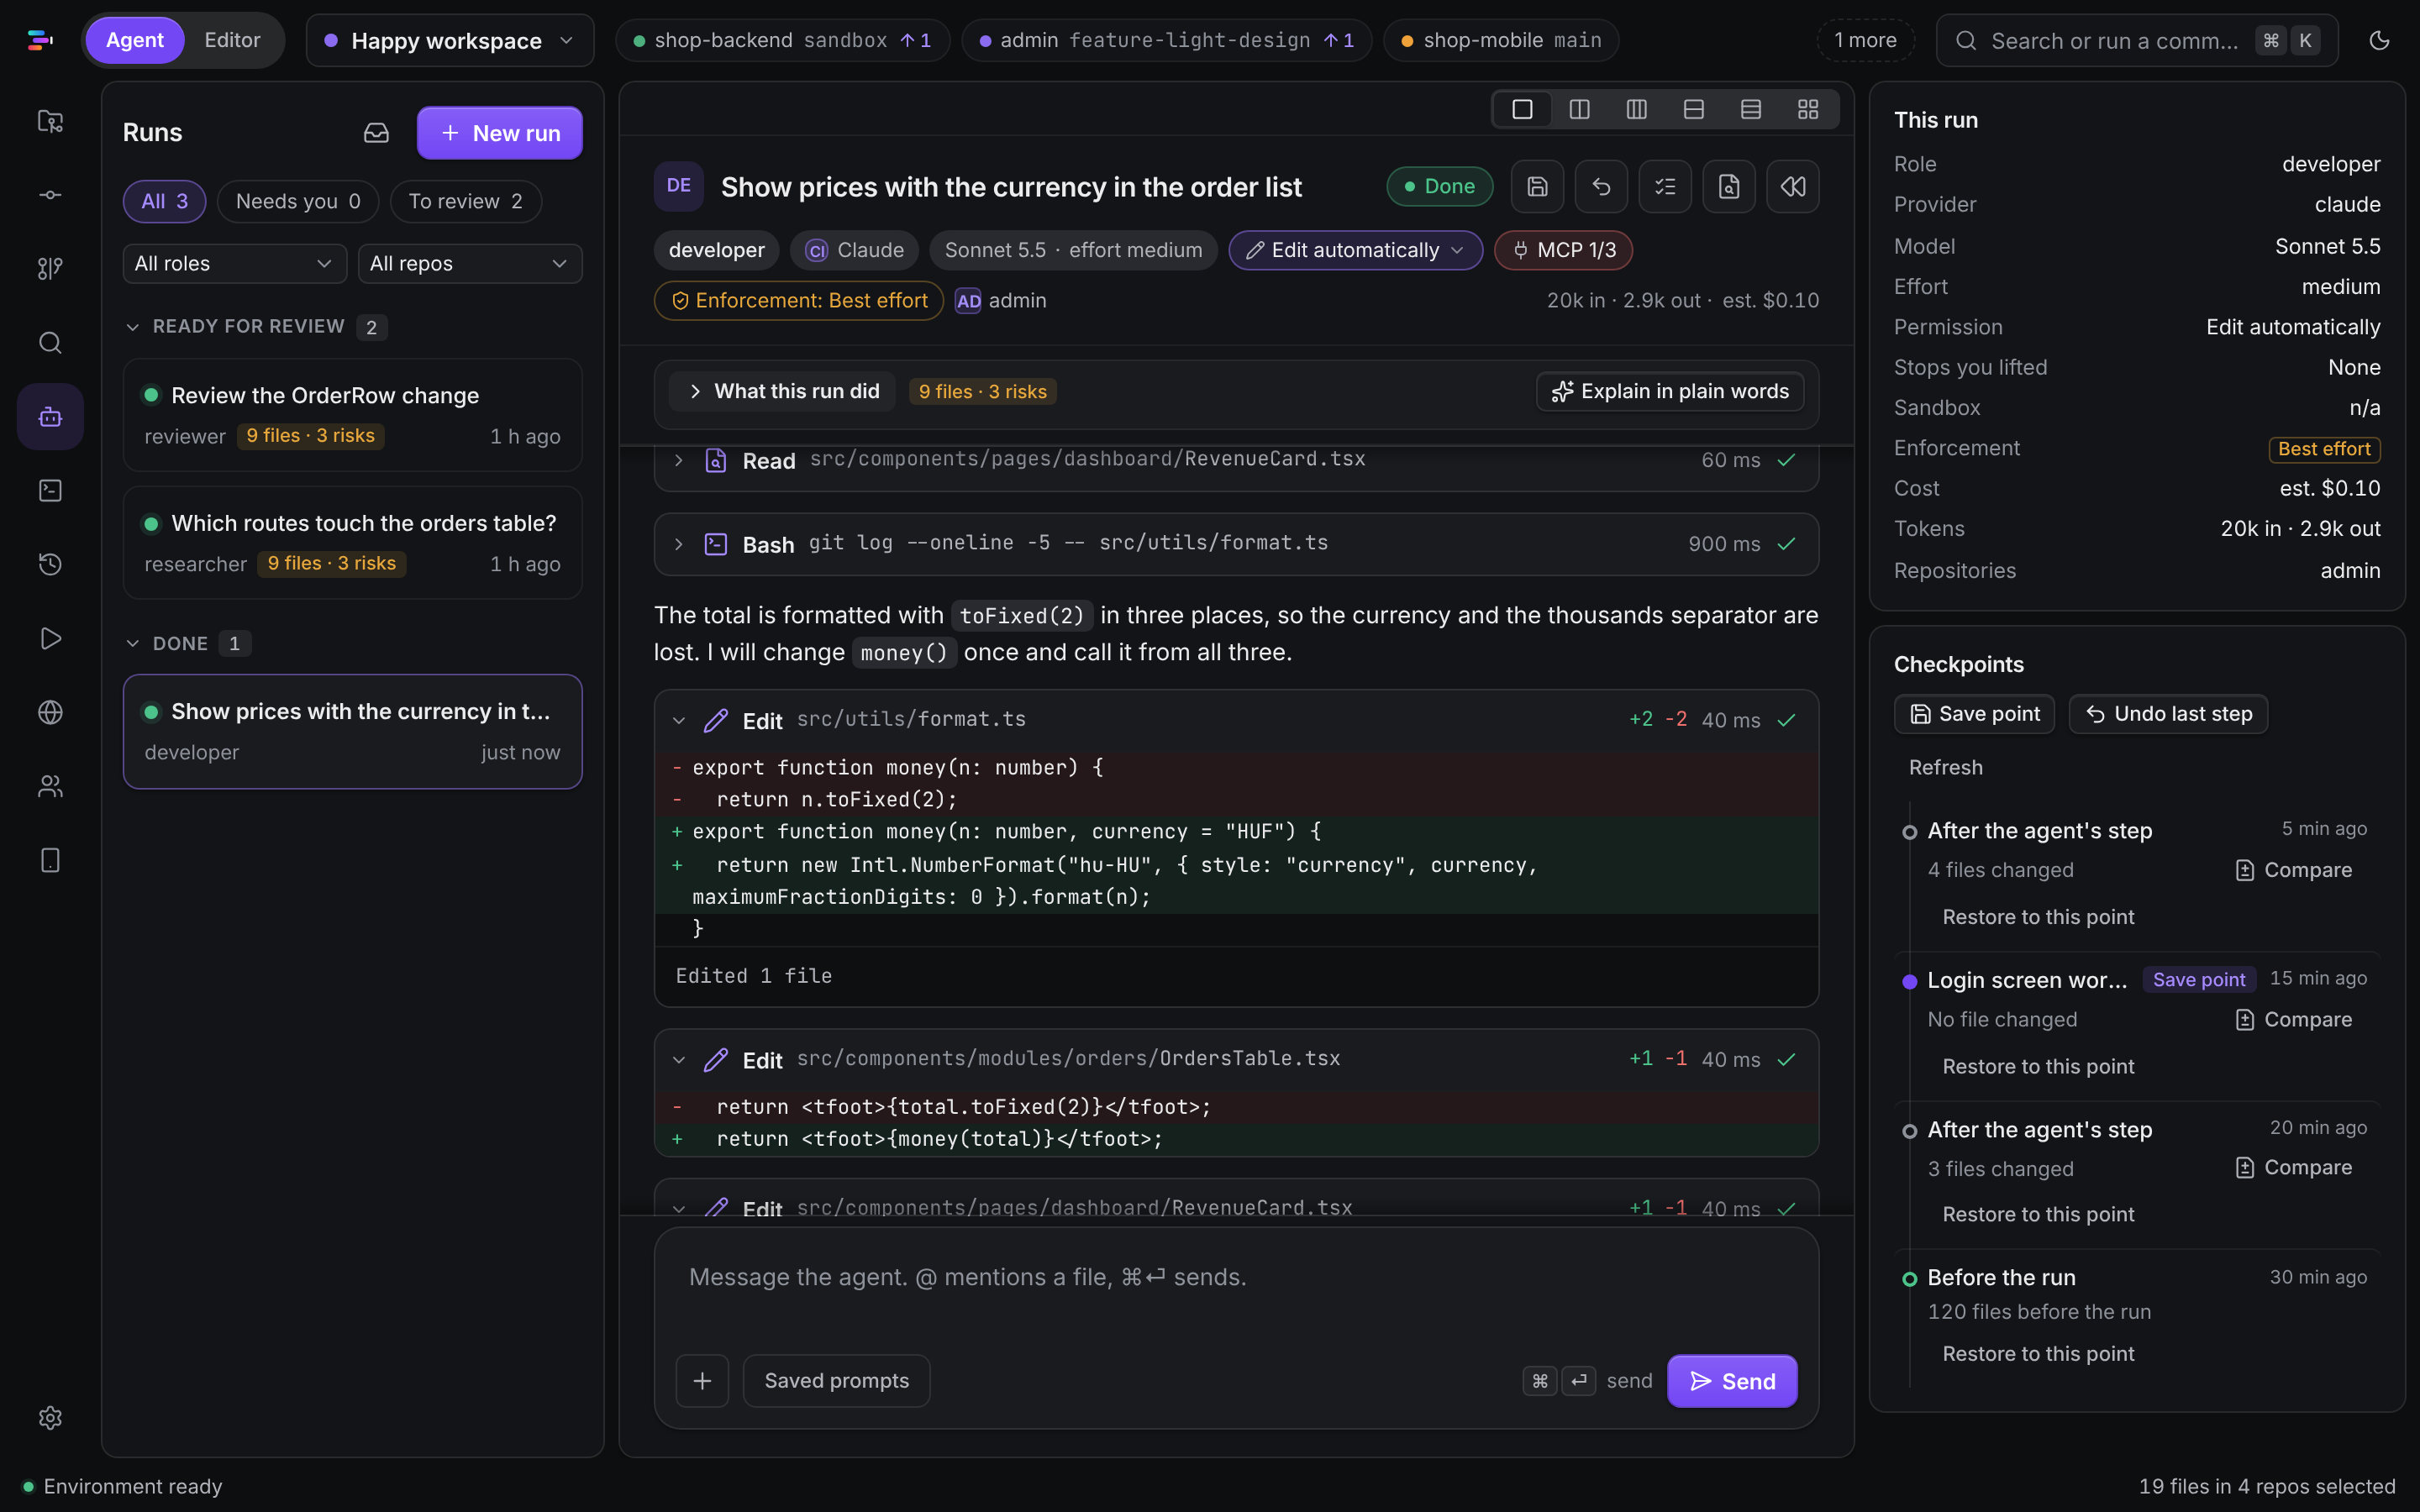 Agent
Editor
Happy workspace
shop-backend sandbox ↑1
admin feature-light-design ↑1
shop-mobile main
1 more
Search or run a comm... ⌘ K
Runs
New run
All 3
Needs you 0
To review 2
All roles
All repos
READY FOR REVIEW 2
Review the OrderRow change
reviewer 9 files · 3 risks 1 h ago
Which routes touch the orders table?
researcher 9 files · 3 risks 1 h ago
DONE 1
Show prices with the currency in t...
developer just now
DE Show prices with the currency in the order list Done
developer CI Claude Sonnet 5.5 · effort medium Edit automatically MCP 1/3
Enforcement: Best effort AD admin 20k in · 2.9k out · est. $0.10
What this run did 9 files · 3 risks Explain in plain words
Read src/components/pages/dashboard/RevenueCard.tsx 60 ms
Bash git log --oneline -5 -- src/utils/format.ts 900 ms
The total is formatted with toFixed(2) in three places, so the currency and the thousands separator are
lost. I will change money() once and call it from all three.
Edit src/utils/format.ts +2 -2 40 ms
- export function money(n: number) {
-   return n.toFixed(2);
+ export function money(n: number, currency = "HUF") {
+   return new Intl.NumberFormat("hu-HU", { style: "currency", currency,
maximumFractionDigits: 0 }).format(n);
}
Edited 1 file
Edit src/components/modules/orders/OrdersTable.tsx +1 -1 40 ms
-   return <tfoot>{total.toFixed(2)}</tfoot>;
+   return <tfoot>{money(total)}</tfoot>;
Edit src/components/pages/dashboard/RevenueCard.tsx +1 -1 40 ms
Message the agent. @ mentions a file, ⌘↵ sends.
Saved prompts
⌘ ↵ send
Send
This run
Role developer
Provider claude
Model Sonnet 5.5
Effort medium
Permission Edit automatically
Stops you lifted None
Sandbox n/a
Enforcement Best effort
Cost est. $0.10
Tokens 20k in · 2.9k out
Repositories admin
Checkpoints
Save point
Undo last step
Refresh
After the agent's step 5 min ago
4 files changed Compare
Restore to this point
Login screen wor... Save point 15 min ago
No file changed Compare
Restore to this point
After the agent's step 20 min ago
3 files changed Compare
Restore to this point
Before the run 30 min ago
120 files before the run
Restore to this point
Environment ready
19 files in 4 repos selected